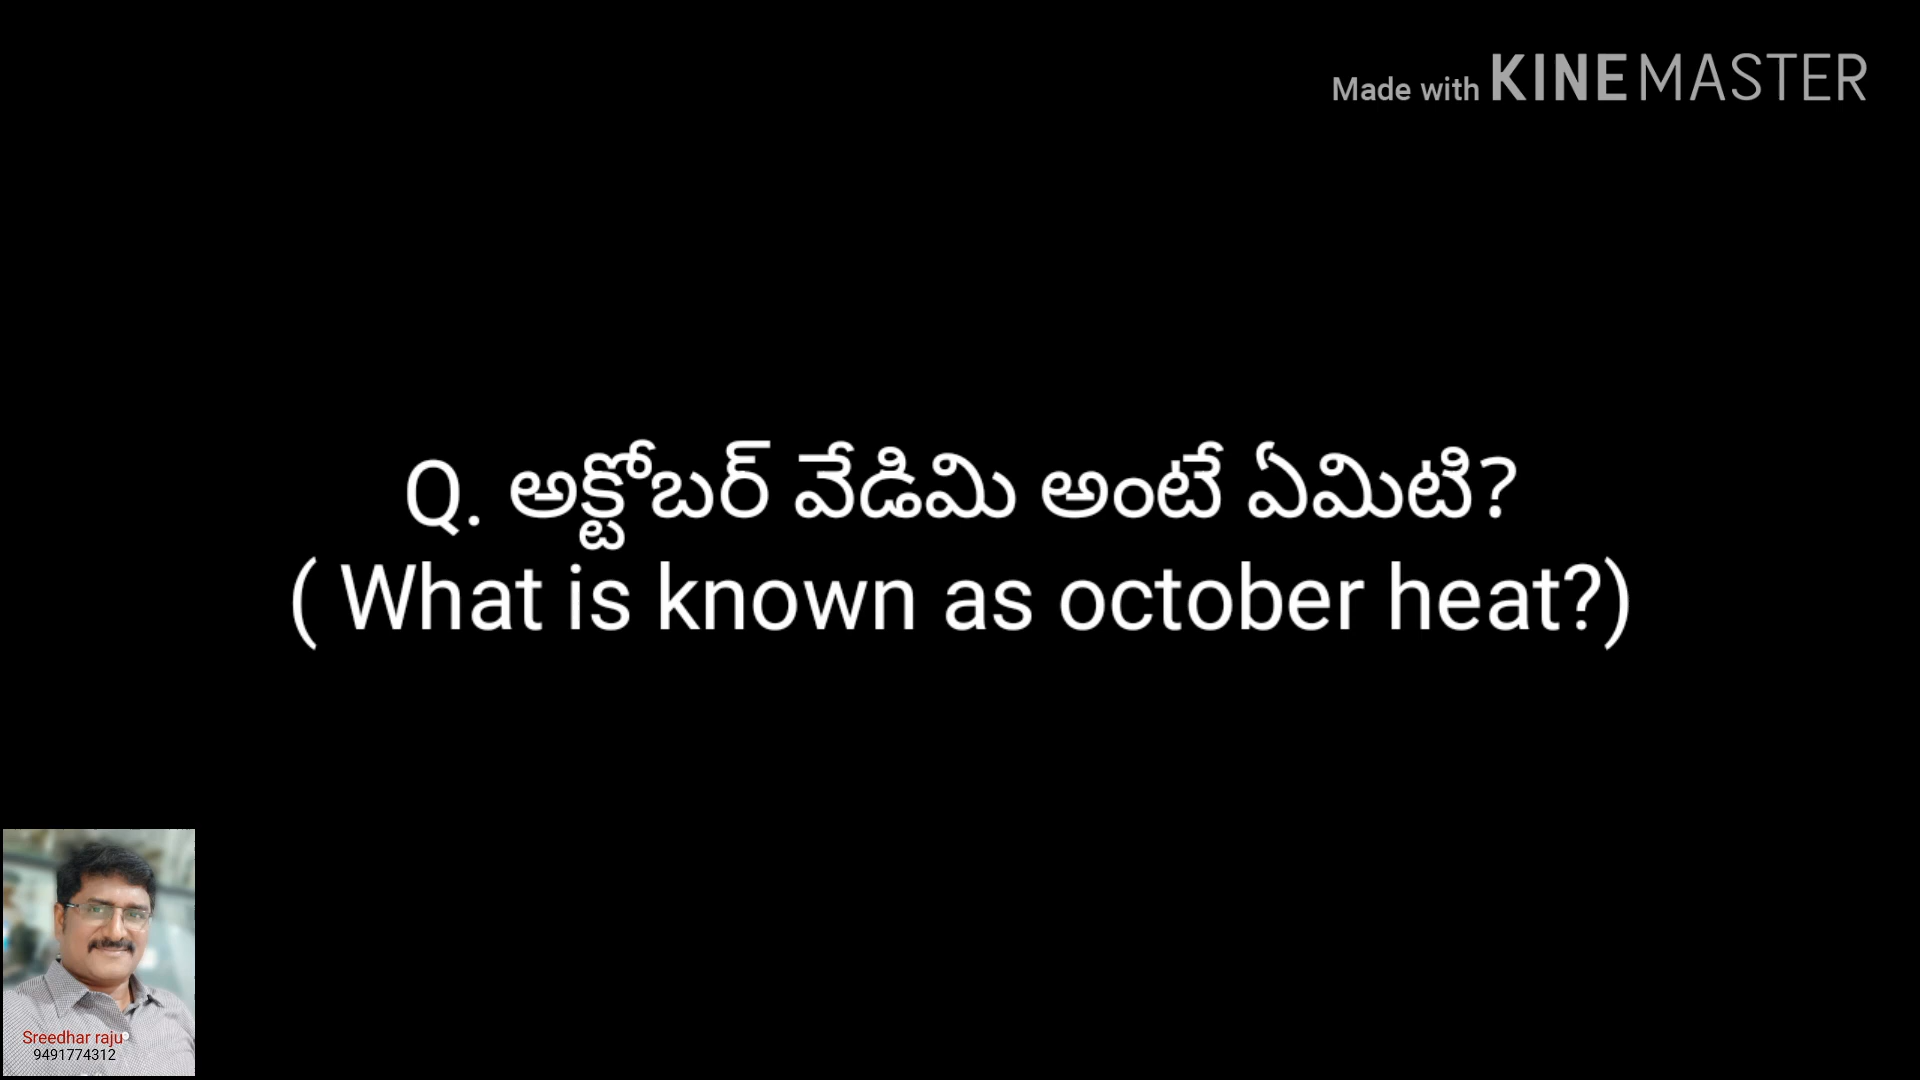 Made with KINEMASTER
Q. అక్టోబర్ వేడిమి అంటే ఏమిటి?
( What is known as october heat?)
Sreedhar raju
9491774312